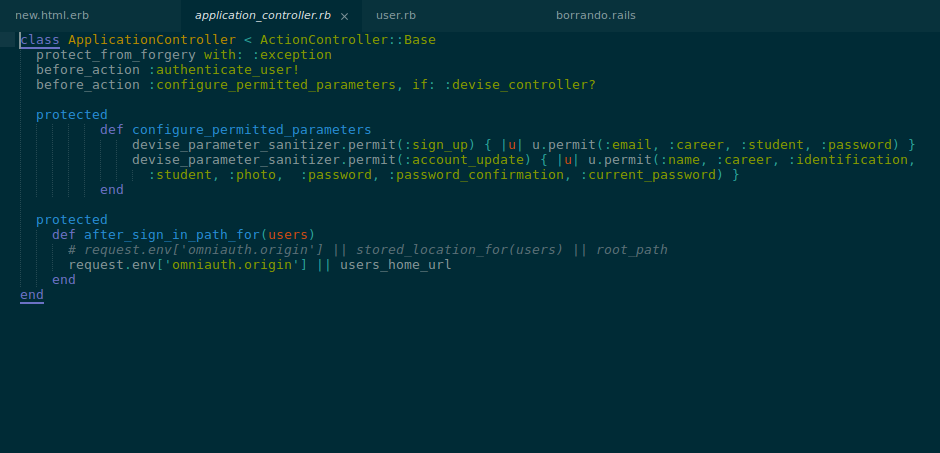 new.html.erb application_controller.rb × user.rb borrando.rails
class ApplicationController < ActionController::Base
  protect_from_forgery with: :exception
  before_action :authenticate_user!
  before_action :configure_permitted_parameters, if: :devise_controller?
  protected
          def configure_permitted_parameters
              devise_parameter_sanitizer.permit(:sign_up) { |u| u.permit(:email, :career, :student, :password) }
              devise_parameter_sanitizer.permit(:account_update) { |u| u.permit(:name, :career, :identification,
                :student, :photo,  :password, :password_confirmation, :current_password) }
          end
  protected
    def after_sign_in_path_for(users)
      # request.env['omniauth.origin'] || stored_location_for(users) || root_path
      request.env['omniauth.origin'] || users_home_url
    end
end